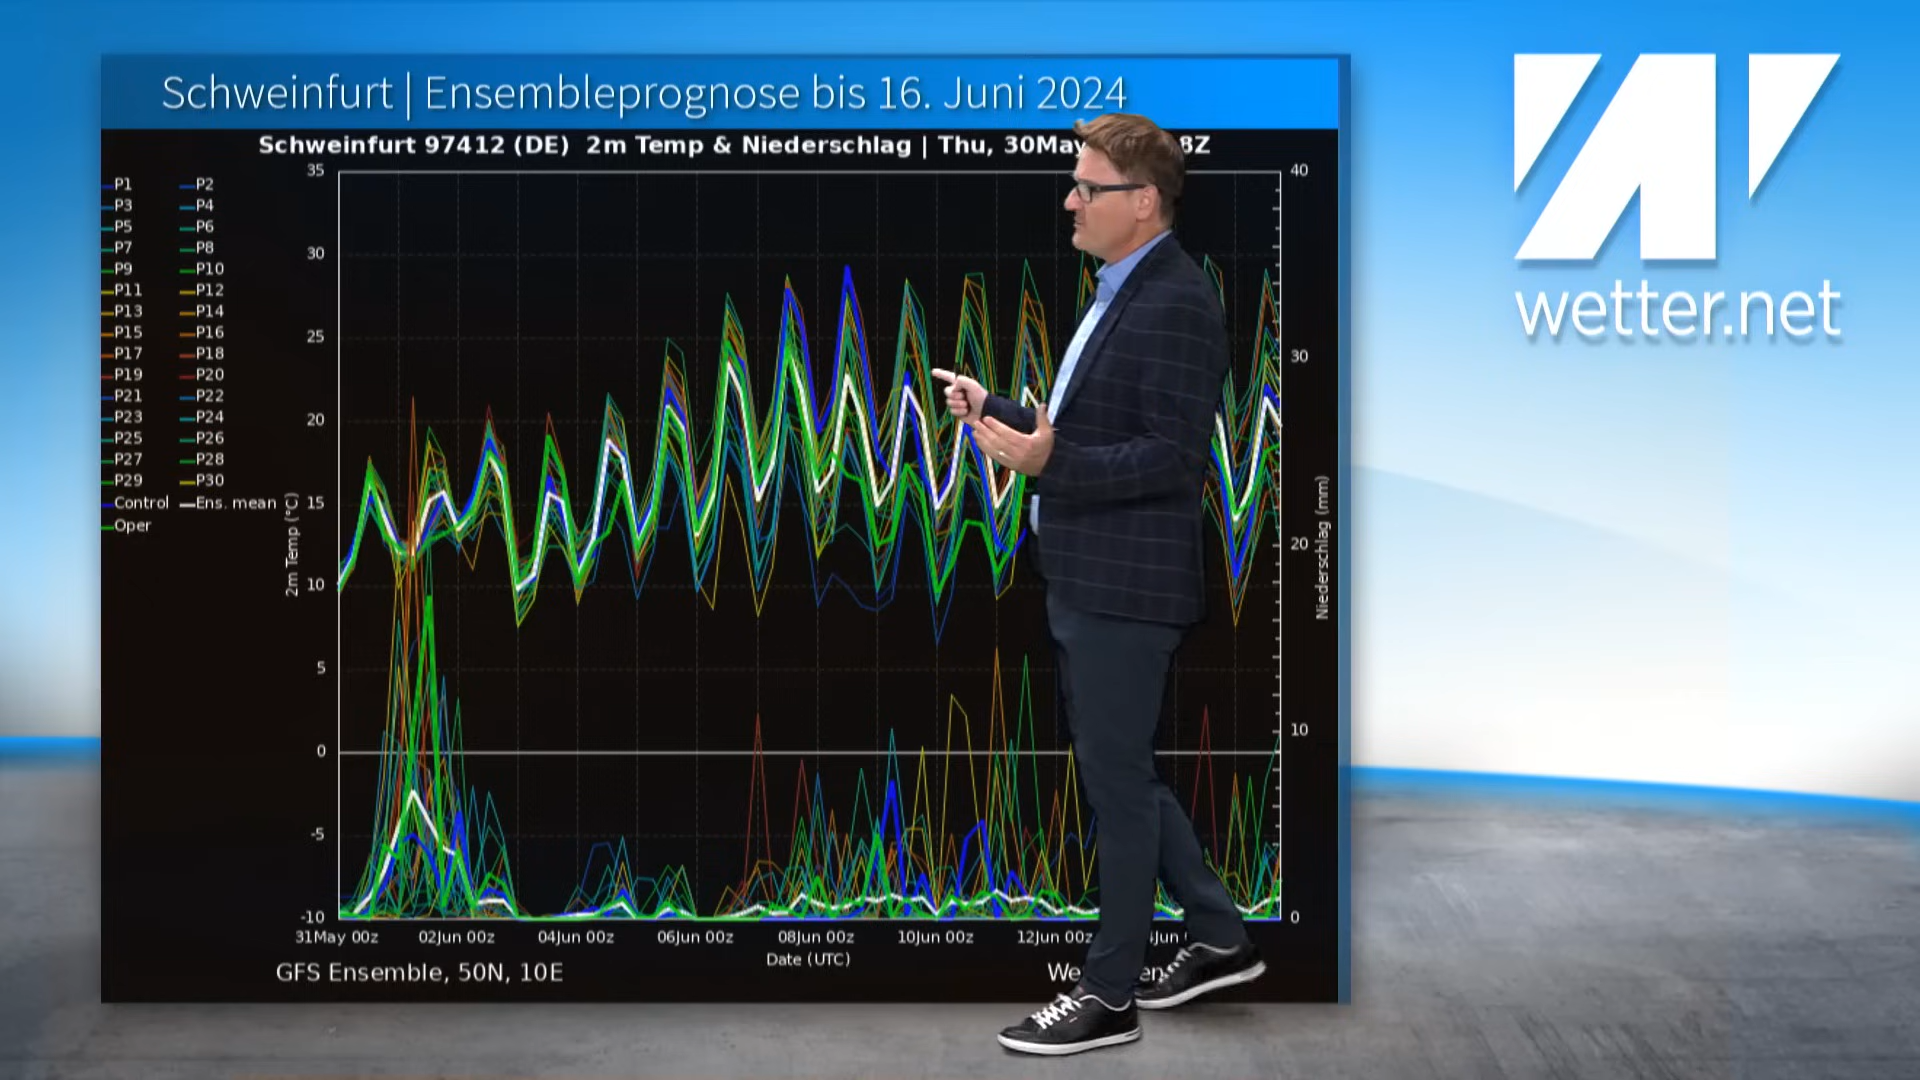 Schweinfurt | Ensembleprognose bis 16. Juni 2024
Schweinfurt 97412 (DE) 2m Temp & Niederschlag | Thu, 30May 8Z
wetter.net
P1 P2
P3 P4
P5 P6
P7 P8
P9 P10
P11 P12
P13 P14
P15 P16
P17 P18
P19 P20
P21 P22
P23 P24
P25 P26
P27 P28
P29 P30
Control Ens. mean
Oper
2m Temp (°C)
35
30
25
20
15
10
5
0
-5
-10
40
30
20
10
0
Niederschlag (mm)
31May 00z 02Jun 00z 04Jun 00z 06Jun 00z 08Jun 00z 10Jun 00z 12Jun 00z
Date (UTC)
GFS Ensemble, 50N, 10E